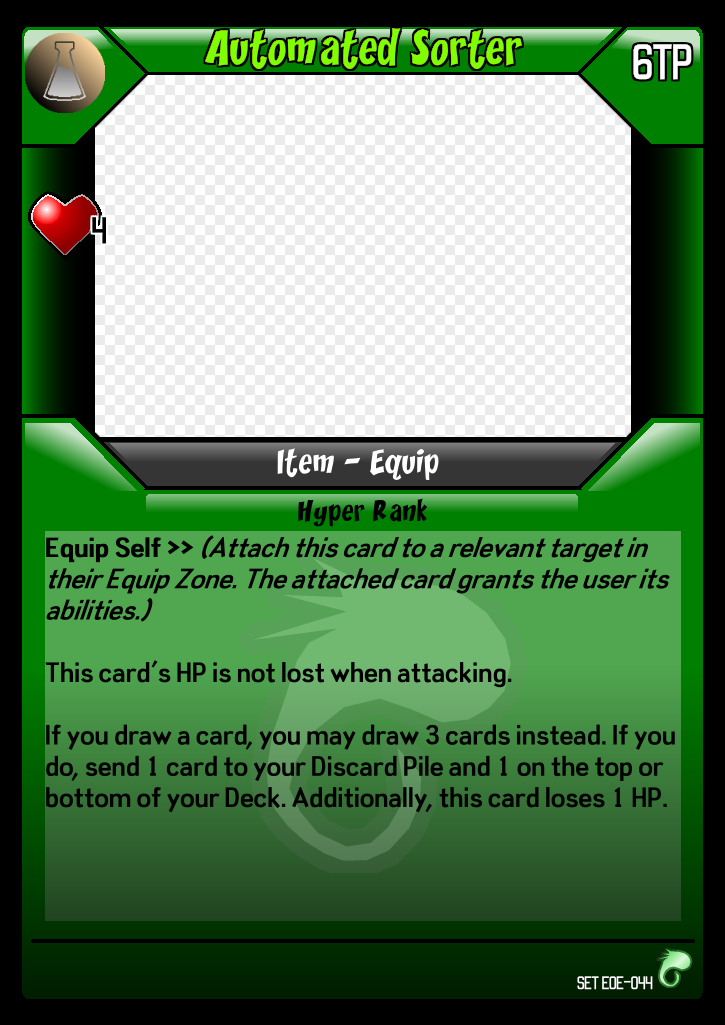 Automated Sorter
6TP
4
Item - Equip
Hyper Rank
Equip Self >> (Attach this card to a relevant target in
their Equip Zone. The attached card grants the user its
abilities.)
This card's HP is not lost when attacking.
If you draw a card, you may draw 3 cards instead. If you
do, send 1 card to your Discard Pile and 1 on the top or
bottom of your Deck. Additionally, this card loses 1 HP.
SET EOE-044